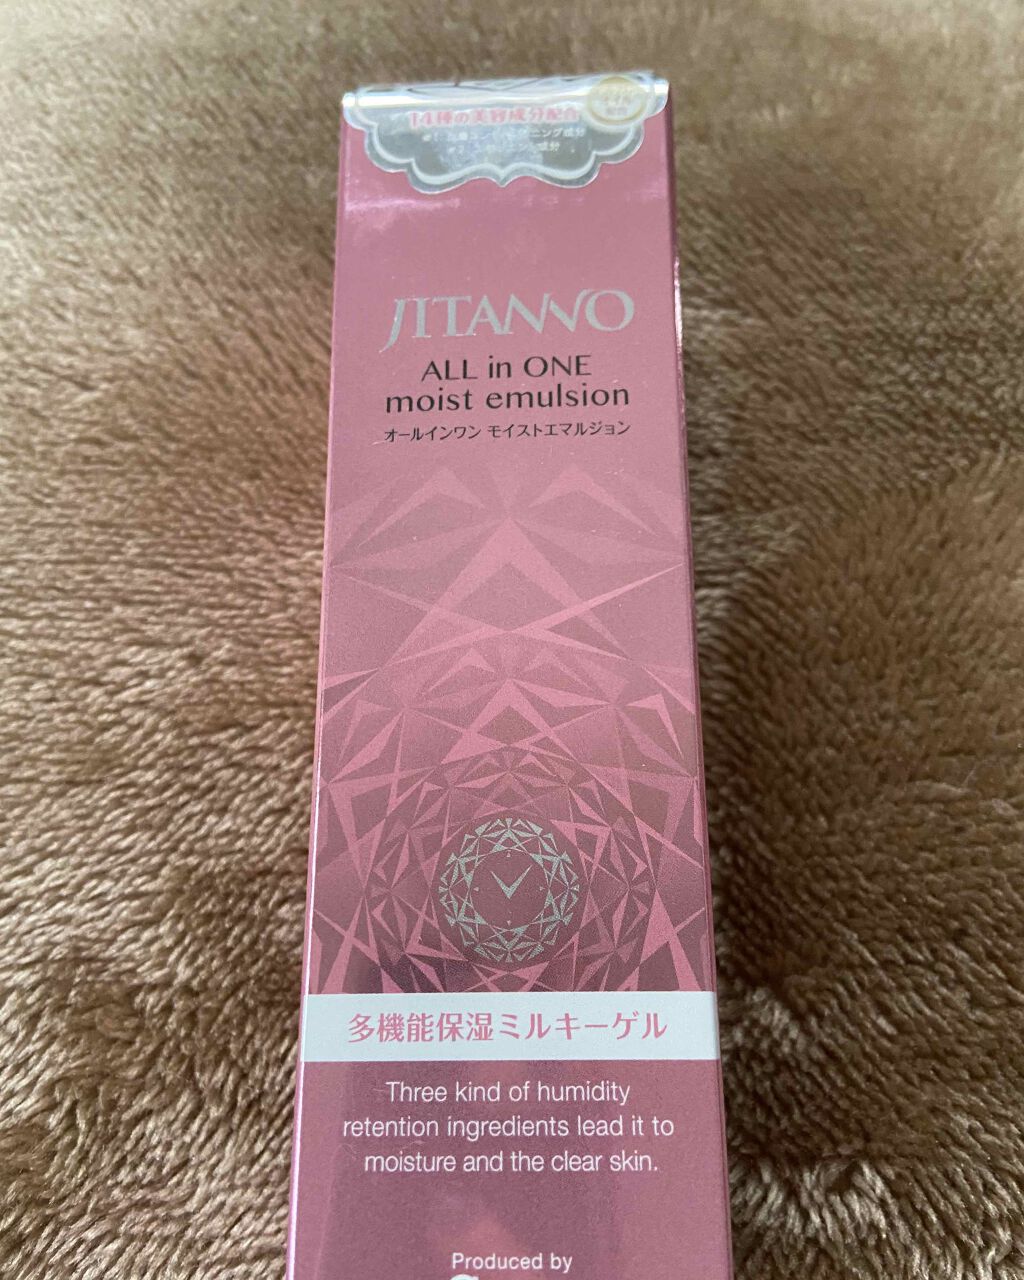 14種の美容成分配合
JITANNO
ALL in ONE
moist emulsion
オールインワン モイストエマルジョン
多機能保湿ミルキーゲル
Three kind of humidity
retention ingredients lead it to
moisture and the clear skin.
Produced by